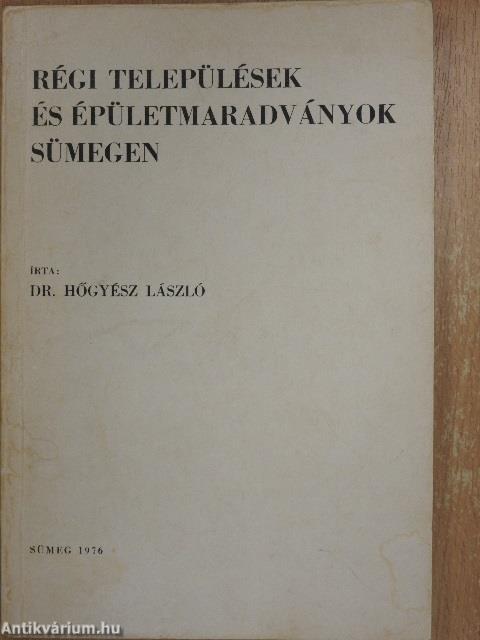 RÉGI TELEPÜLÉSEK
ÉS ÉPÜLETMARADVÁNYOK
SÜMEGEN
ÍRTA:
DR. HŐGYÉSZ LÁSZLÓ
SÜMEG 1976
Antikvárium.hu